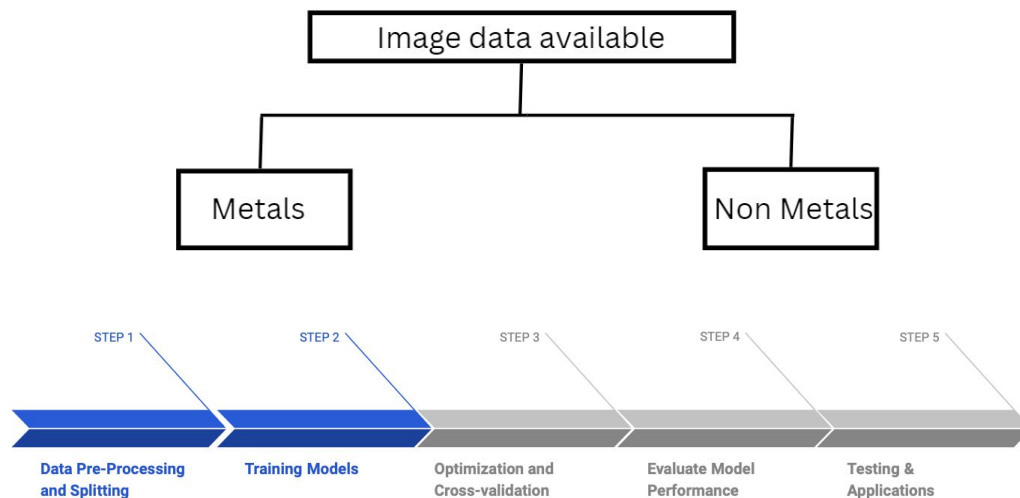 Image data available
Metals
Non Metals
STEP 1
STEP 2
STEP 3
STEP 4
STEP 5
Data Pre-Processing
and Splitting
Training Models
Optimization and
Cross-validation
Evaluate Model
Performance
Testing &
Applications